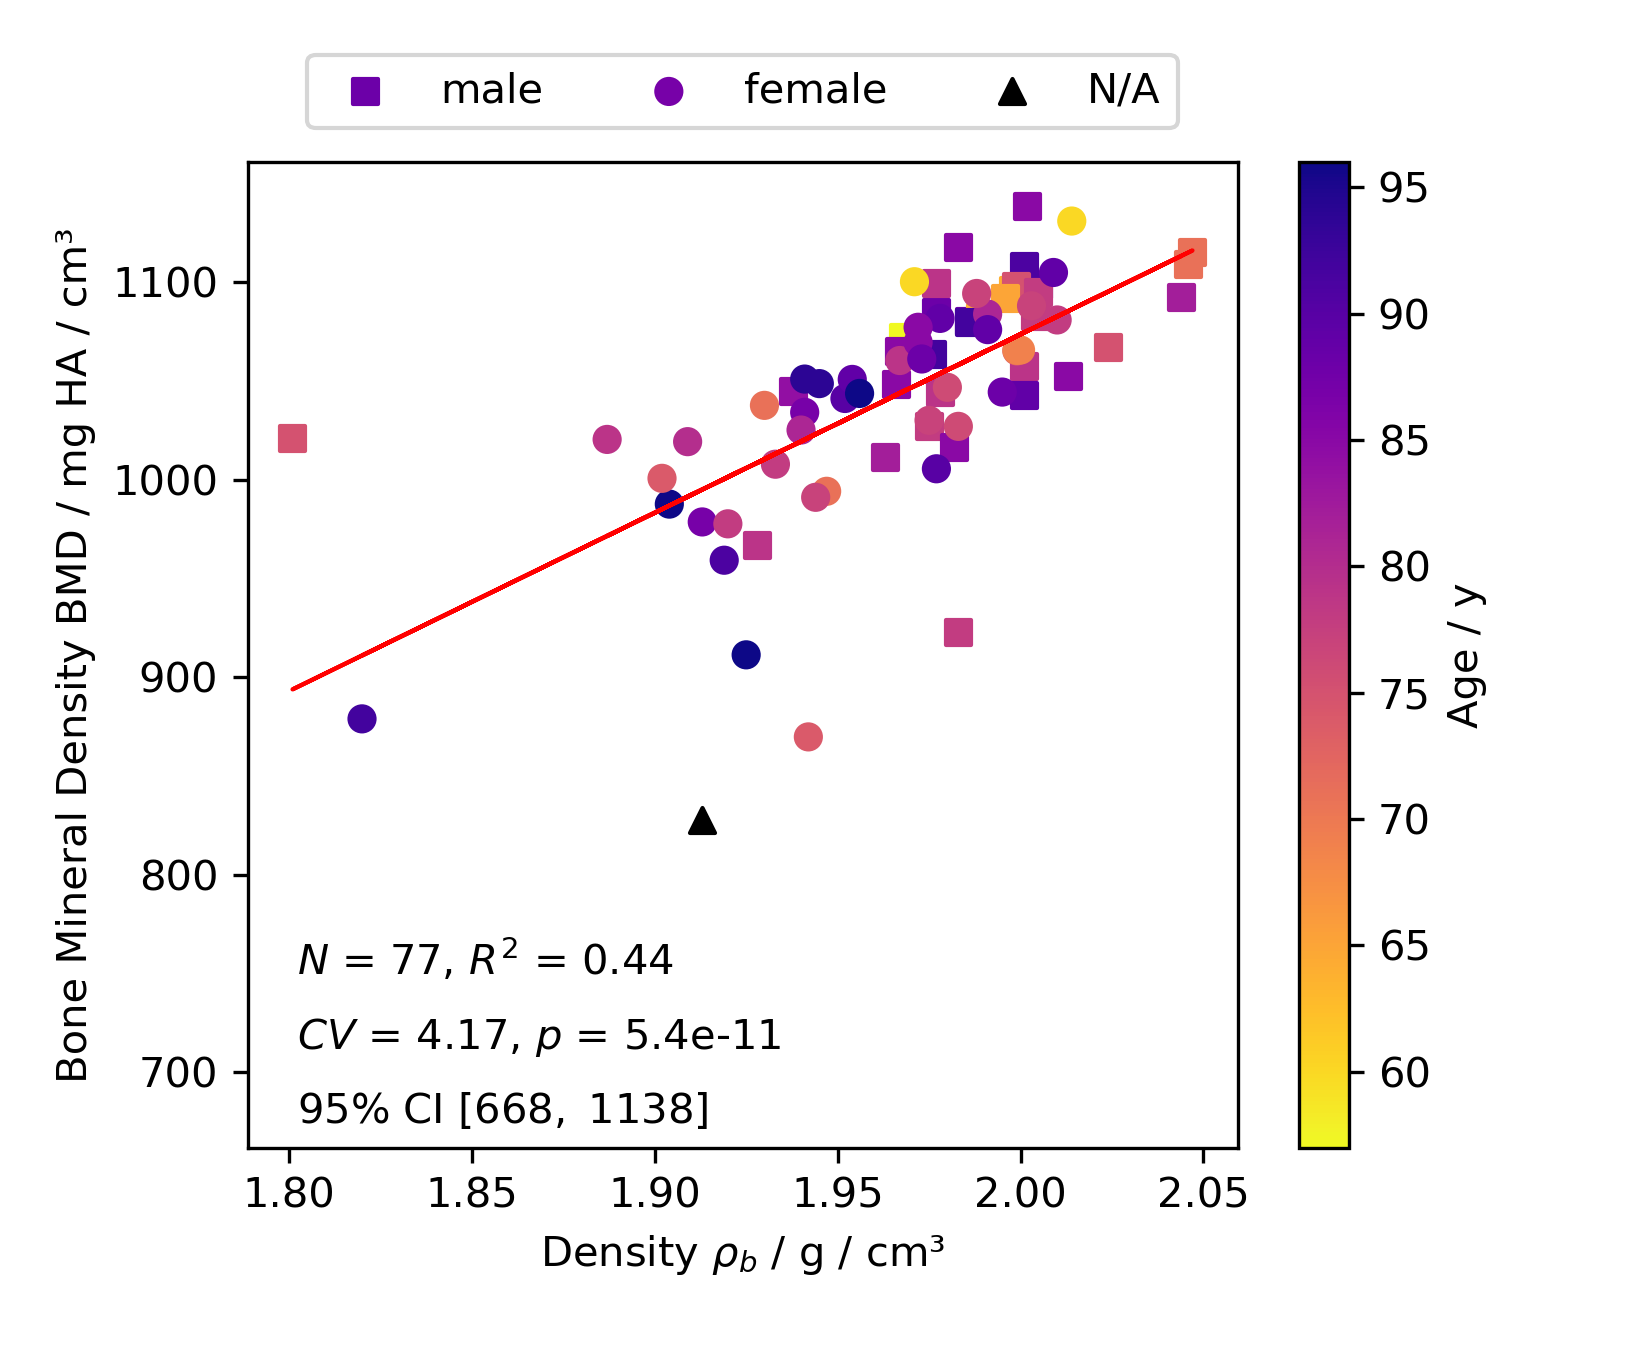 male female N/A
Bone Mineral Density BMD / mg HA / cm³
1100
1000
900
800
700
N = 77, R² = 0.44
CV = 4.17, p = 5.4e-11
95% CI [668, 1138]
1.80 1.85 1.90 1.95 2.00 2.05
Density ρ_b / g / cm³
95
90
85
80
75
70
65
60
Age / y